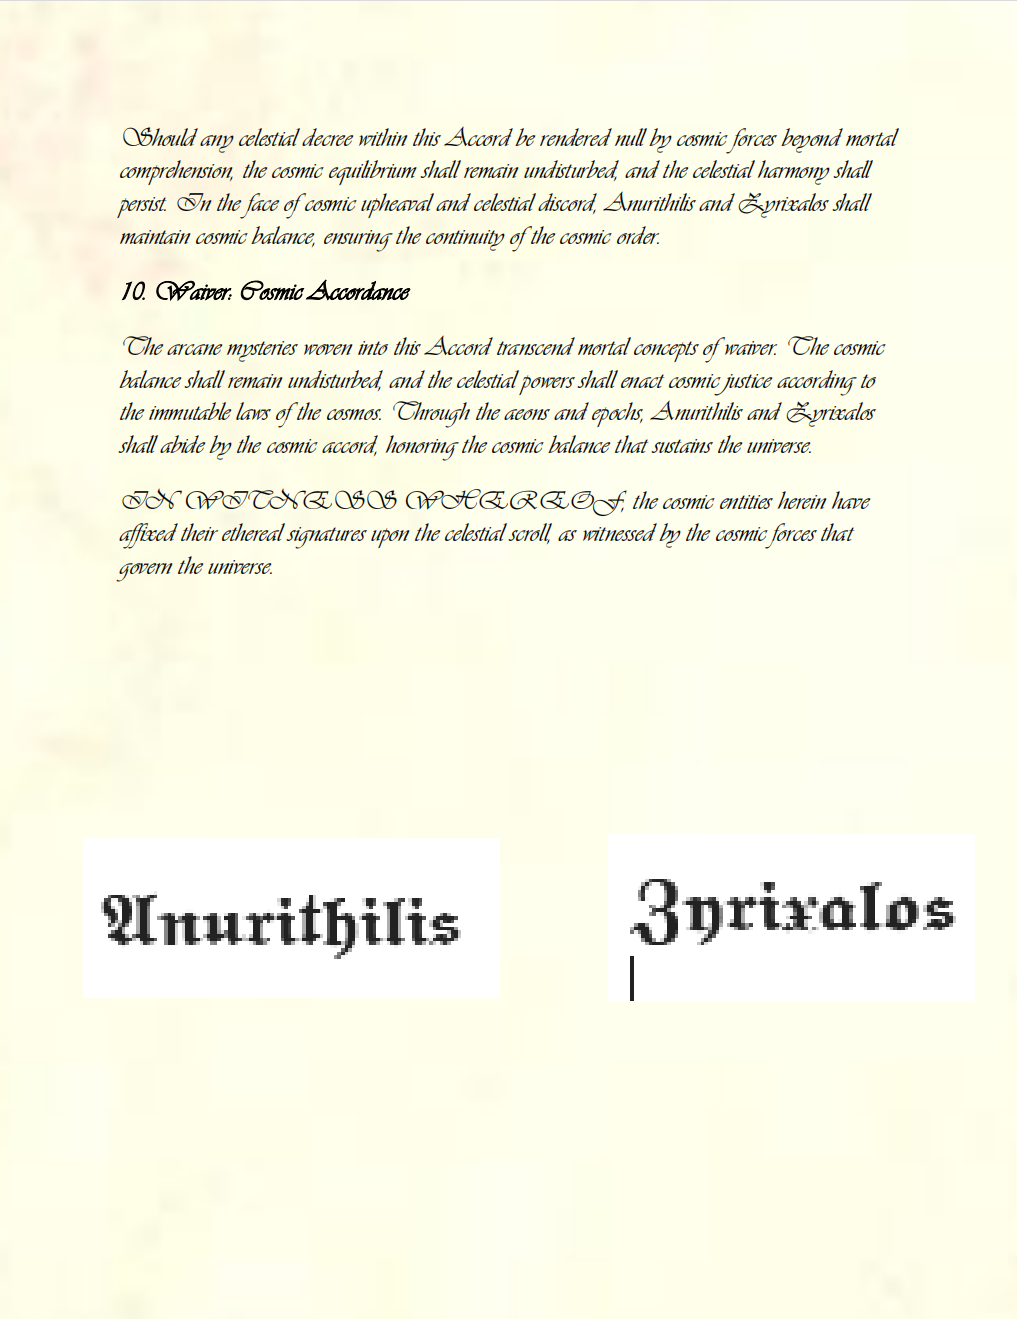 Should any celestial decree within this Accord be rendered null by cosmic forces beyond mortal
comprehension, the cosmic equilibrium shall remain undisturbed, and the celestial harmony shall
persist. In the face of cosmic upheaval and celestial discord, Anurithilis and Zyrixalos shall
maintain cosmic balance, ensuring the continuity of the cosmic order.
10. Waiver: Cosmic Accordance
The arcane mysteries woven into this Accord transcend mortal concepts of waiver. The cosmic
balance shall remain undisturbed, and the celestial powers shall enact cosmic justice according to
the immutable laws of the cosmos. Through the aeons and epochs, Anurithilis and Zyrixalos
shall abide by the cosmic accord, honoring the cosmic balance that sustains the universe.
IN WITNESS WHEREOF, the cosmic entities herein have
affixed their ethereal signatures upon the celestial scroll, as witnessed by the cosmic forces that
govern the universe.
Anurithilis
Zyrixalos